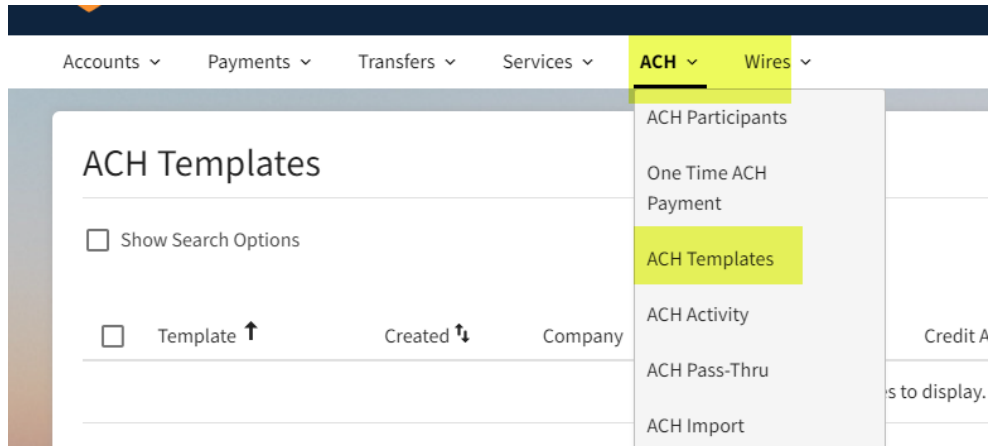 Accounts Payments Transfers Services ACH Wires
ACH Participants
ACH Templates
One Time ACH
Payment
Show Search Options
ACH Templates
ACH Activity
Template Created Company Credit A
ACH Pass-Thru
to display.
ACH Import